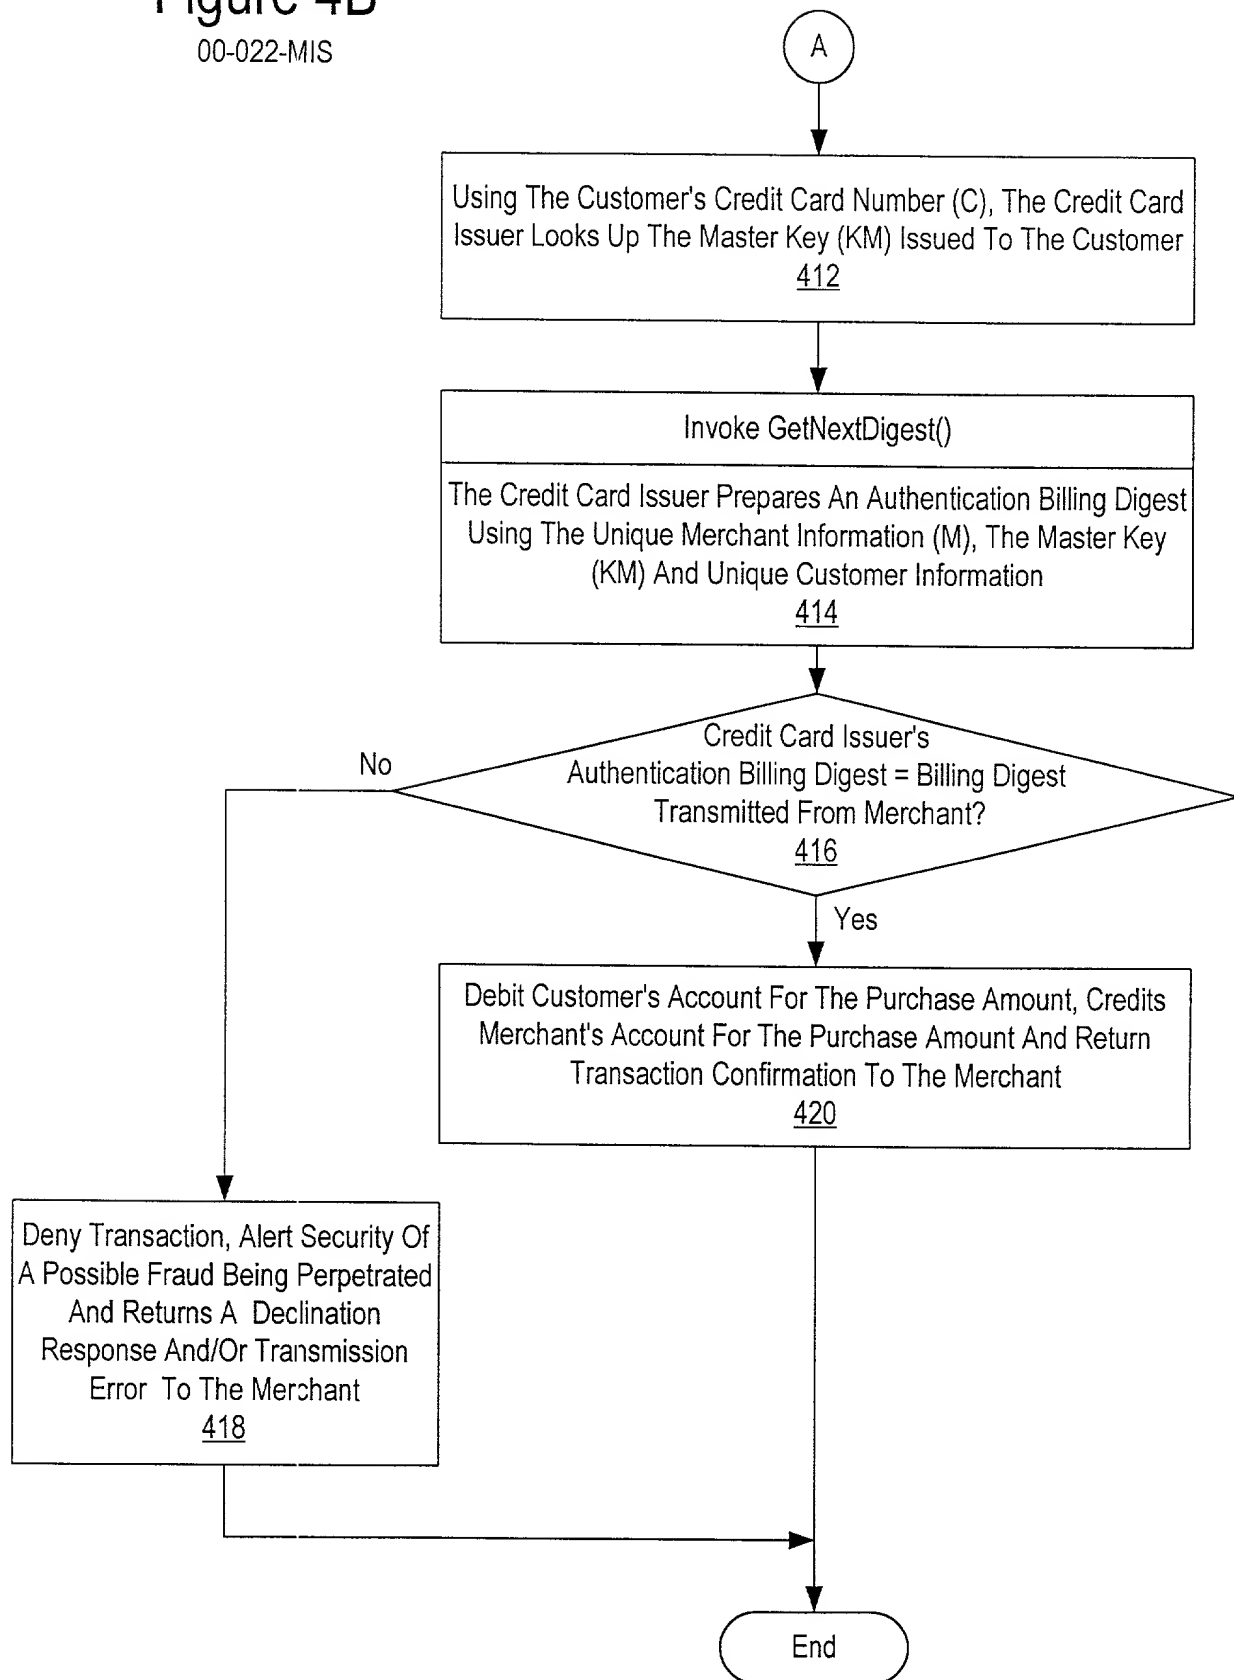 Figure 4B
00-022-MIS
A
Using The Customer's Credit Card Number (C), The Credit Card
Issuer Looks Up The Master Key (KM) Issued To The Customer
412
Invoke GetNextDigest()
The Credit Card Issuer Prepares An Authentication Billing Digest
Using The Unique Merchant Information (M), The Master Key
(KM) And Unique Customer Information
414
Credit Card Issuer's
Authentication Billing Digest = Billing Digest
Transmitted From Merchant?
416
No
Yes
Debit Customer's Account For The Purchase Amount, Credits
Merchant's Account For The Purchase Amount And Return
Transaction Confirmation To The Merchant
420
Deny Transaction, Alert Security Of
A Possible Fraud Being Perpetrated
And Returns A Declination
Response And/Or Transmission
Error To The Merchant
418
End